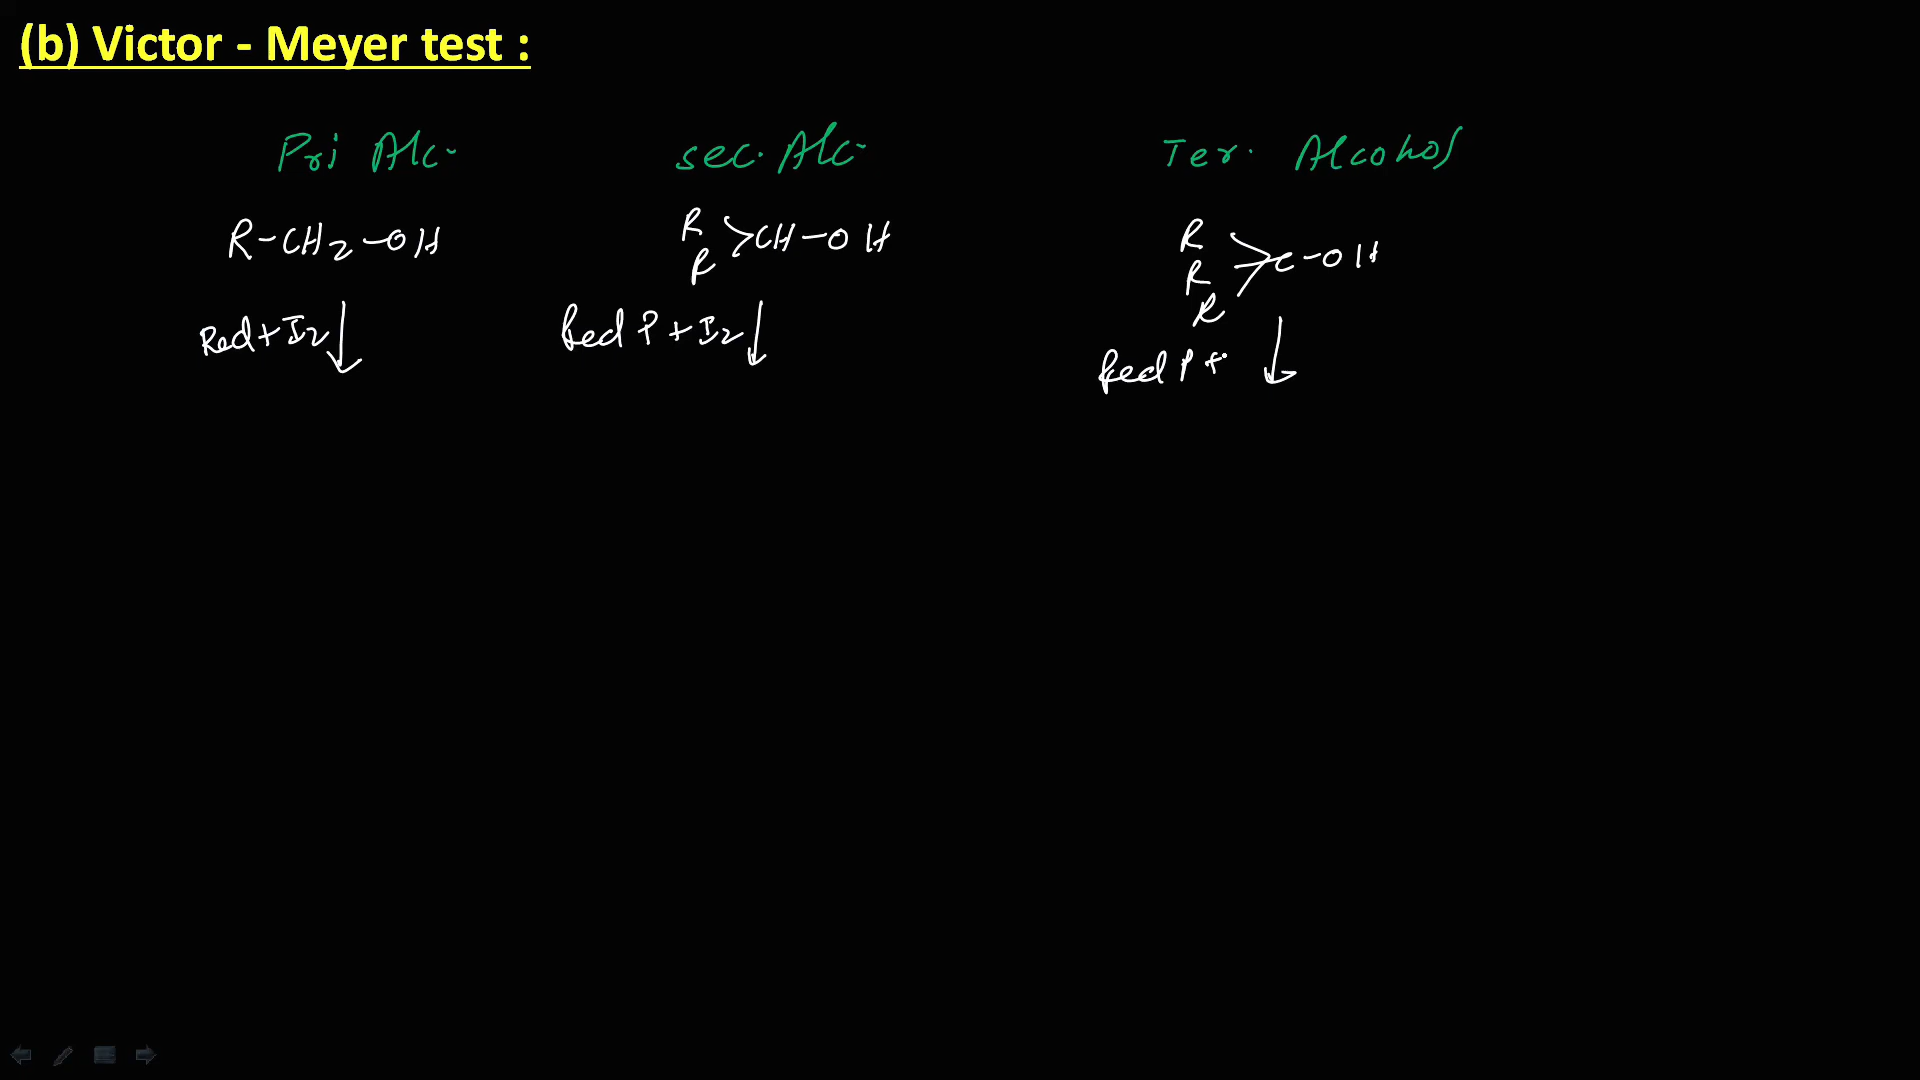 (b) Victor - Meyer test :
Pri Alc-
sec. Alc-
Ter. Alcohol
R-CH2-OH
R
R
>CH-OH
R
R
R
>C-OH
Red+I2
Red P + I2
Red P +